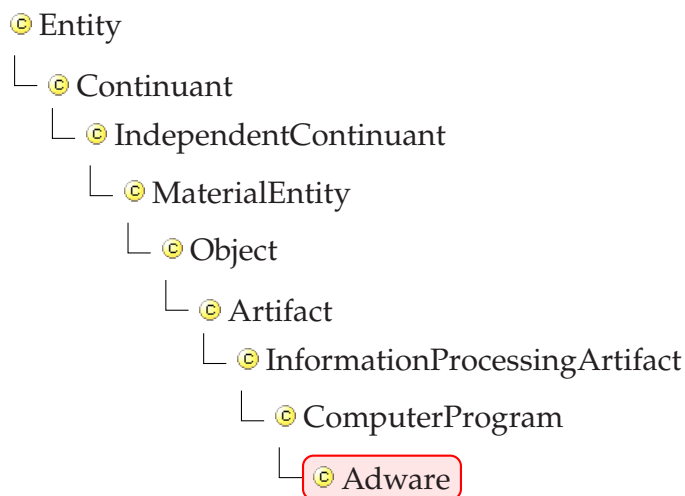 Entity
Continuant
IndependentContinuant
MaterialEntity
Object
Artifact
InformationProcessingArtifact
ComputerProgram
Adware